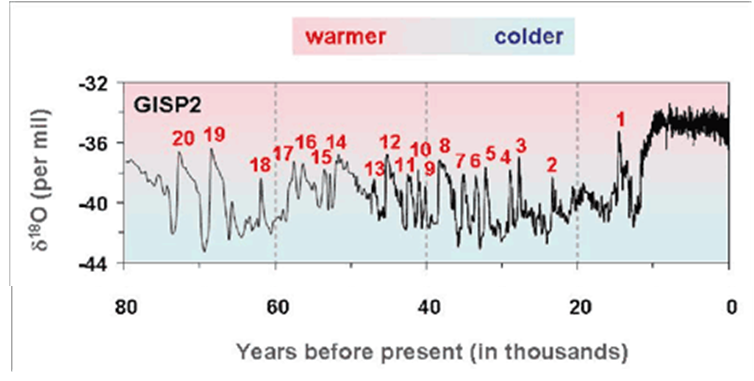 warmer colder
-32
GISP2
1
-36
20 19 18 17 16 15 14 13 12 11 10 9 8 7 6 5 4 3 2
-40
-44
δ¹⁸O (per mil)
80 60 40 20 0
Years before present (in thousands)